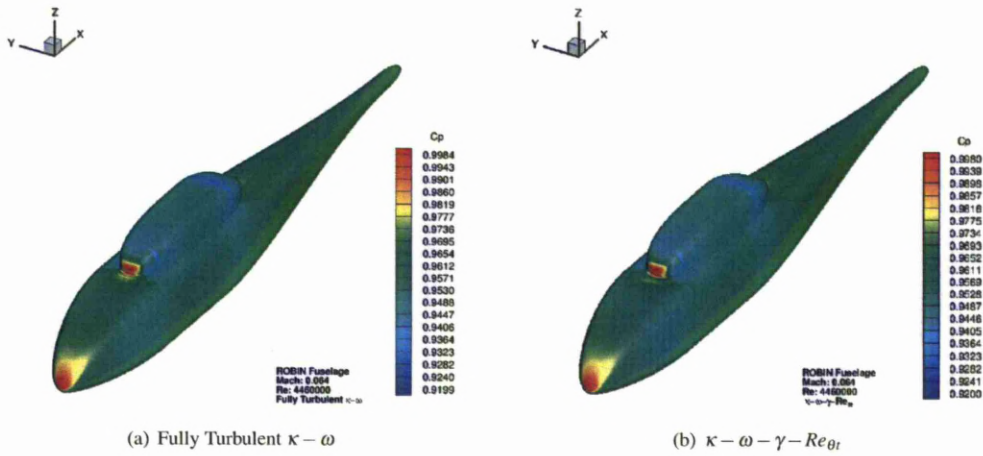 Z
Y
X
Cp
0.9984
0.9943
0.9901
0.9860
0.9819
0.9777
0.9736
0.9695
0.9654
0.9612
0.9571
0.9530
0.9488
0.9447
0.9406
0.9364
0.9323
0.9282
0.9240
0.9199
ROBIN Fuselage
Mach: 0.064
Re: 4460000
Fully Turbulent κ-ω
(a) Fully Turbulent κ − ω
Z
Y
X
Cp
0.9980
0.9939
0.9898
0.9857
0.9816
0.9775
0.9734
0.9693
0.9652
0.9611
0.9569
0.9528
0.9487
0.9446
0.9405
0.9364
0.9323
0.9282
0.9241
0.9200
ROBIN Fuselage
Mach: 0.064
Re: 4460000
κ-ω-γ-Re
(b) κ − ω − γ − Reθt